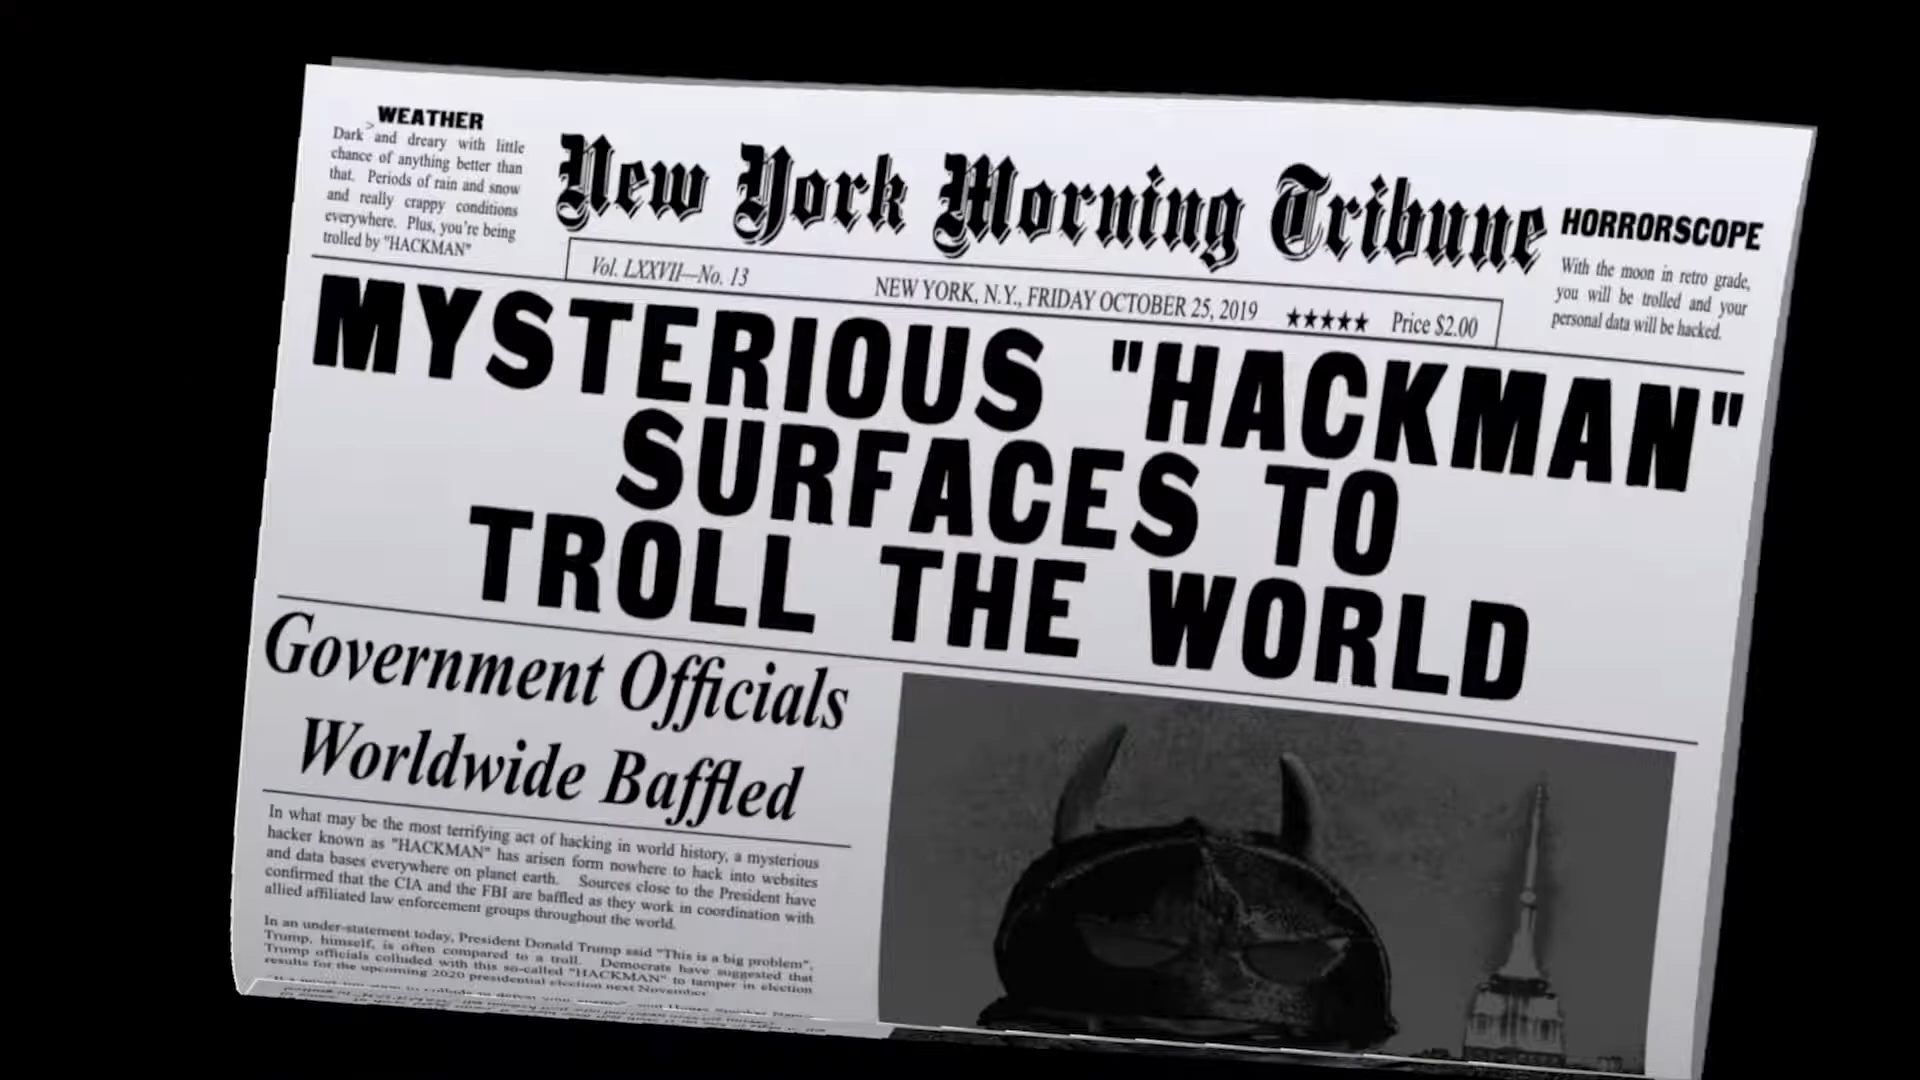 WEATHER
Dark and dreary with little
chance of anything better than
that. Periods of rain and snow
and really crappy conditions
everywhere. Plus, you're being
trolled by "HACKMAN"
New York Morning Tribune
HORRORSCOPE
With the moon in retro grade,
you will be trolled and your
personal data will be hacked.
Vol. LXXVII—No. 13
NEW YORK, N.Y., FRIDAY OCTOBER 25, 2019
★★★★★ Price $2.00
MYSTERIOUS "HACKMAN"
SURFACES TO
TROLL THE WORLD
Government Officials
Worldwide Baffled
In what may be the most terrifying act of hacking in world history, a mysterious
hacker known as "HACKMAN" has arisen form nowhere to hack into websites
and data bases everywhere on planet earth. Sources close to the President have
confirmed that the CIA and the FBI are baffled as they work in coordination with
allied affiliated law enforcement groups throughout the world.
In an under-statement today, President Donald Trump said "This is a big problem".
Trump, himself, is often compared to a troll. Democrats have suggested that
Trump officials colluded with this so-called "HACKMAN" to tamper in election
results for the upcoming 2020 presidential election next November.